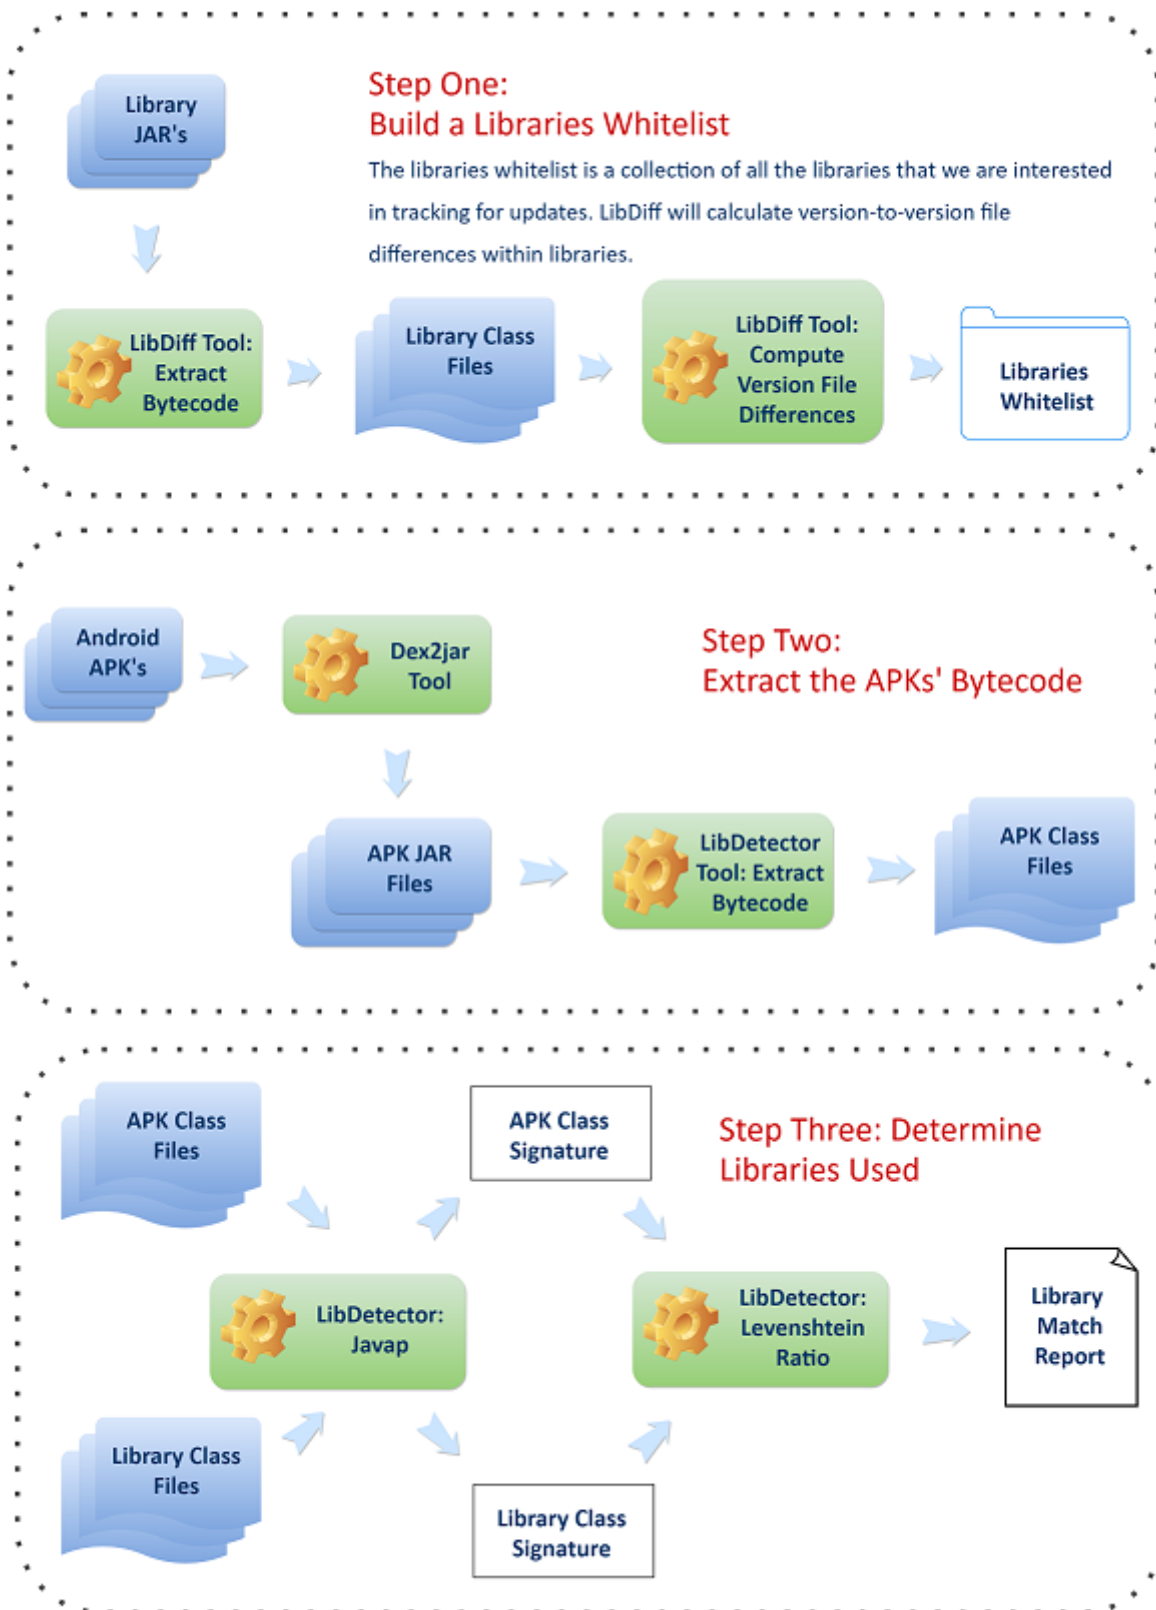 Library
JAR's
Step One:
Build a Libraries Whitelist
The libraries whitelist is a collection of all the libraries that we are interested
in tracking for updates. LibDiff will calculate version-to-version file
differences within libraries.
LibDiff Tool:
Extract
Bytecode
Library Class
Files
LibDiff Tool:
Compute
Version File
Differences
Libraries
Whitelist
Android
APK's
Dex2jar
Tool
Step Two:
Extract the APKs' Bytecode
APK JAR
Files
LibDetector
Tool: Extract
Bytecode
APK Class
Files
APK Class
Files
APK Class
Signature
Step Three: Determine
Libraries Used
LibDetector:
Javap
LibDetector:
Levenshtein
Ratio
Library
Match
Report
Library Class
Files
Library Class
Signature